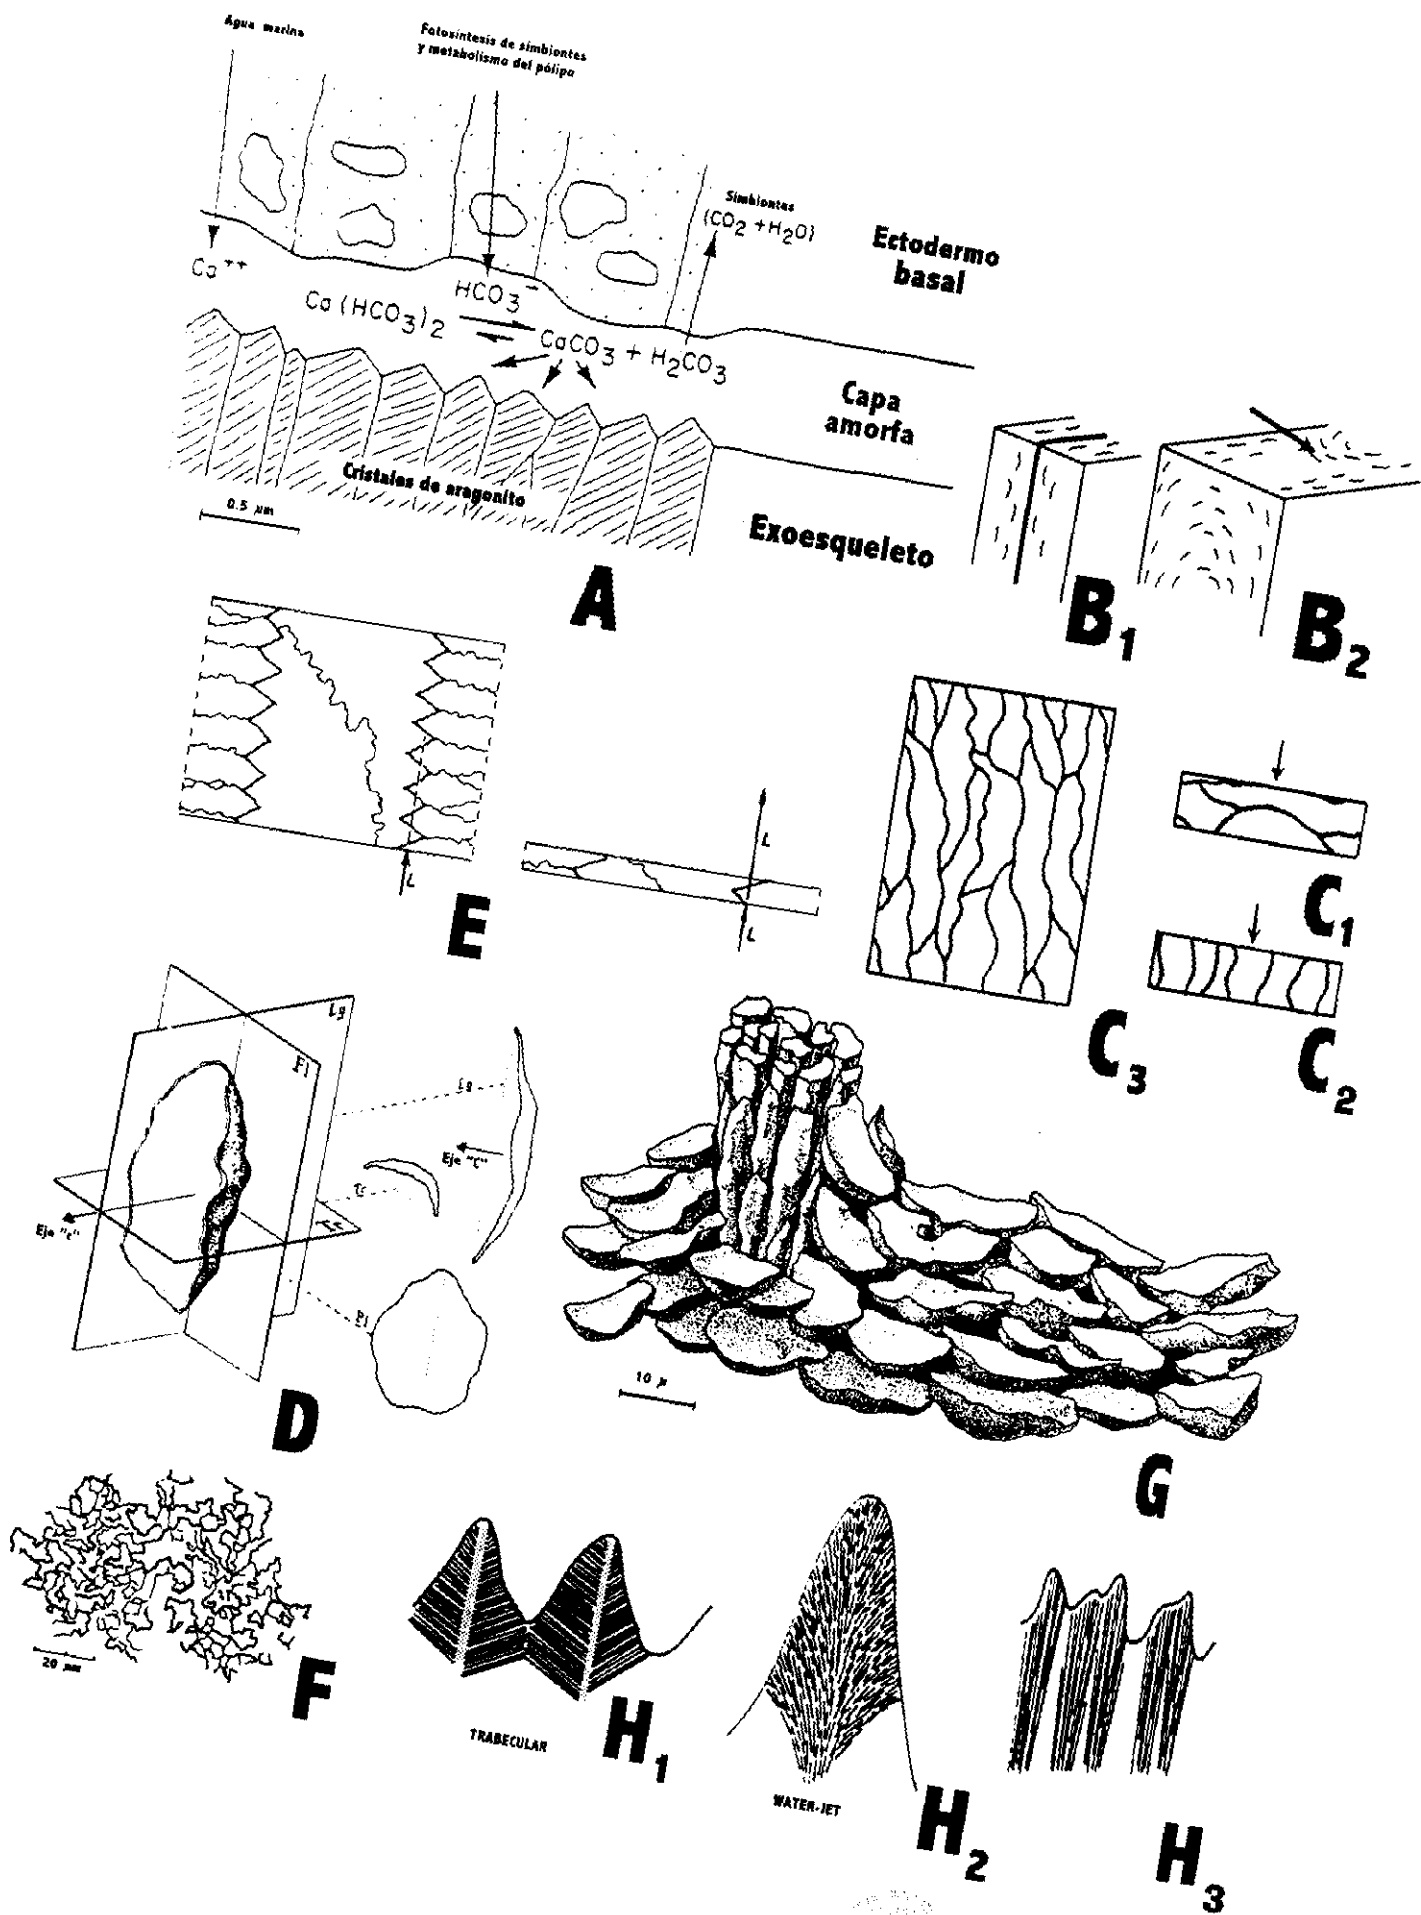 Agua marina
Fotosíntesis de simbiontes
y metabolismo del pólipo
Simbiontes
(CO2 + H2O)
Ectodermo
basal
Ca++
HCO3−
Ca (HCO3)2
CaCO3 + H2CO3
Capa
amorfa
Cristales de aragonito
0.5 µm
Exoesqueleto
A
B1
B2
L
E
L
L
C1
C2
C3
Lg
Pl
Tr
Eje "c"
Lg
Eje "C"
Tr
Pl
D
10 µ
G
20 µm
F
TRABECULAR
H1
WATER-JET
H2
H3